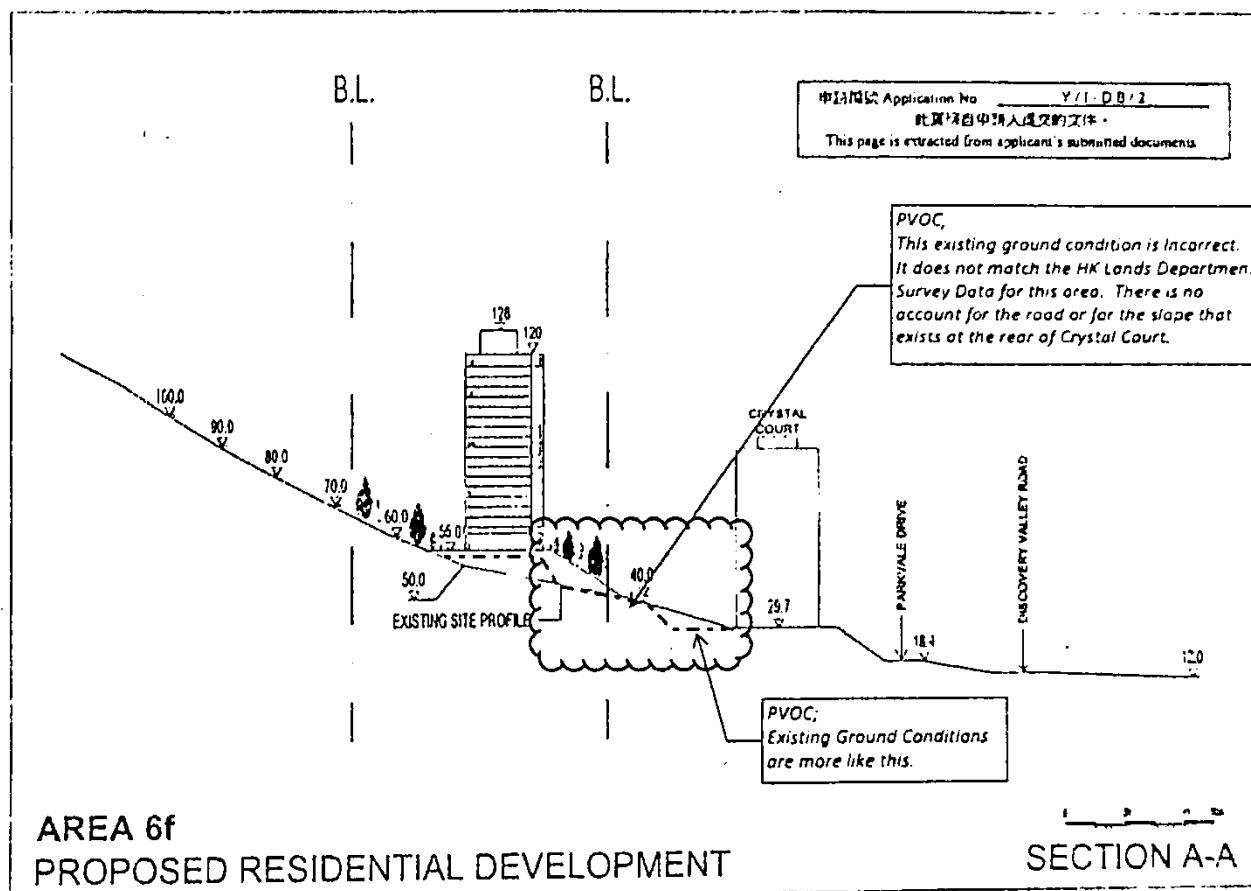 B.L.
B.L.
申請編號 Application No. Y/I-DB/2
此頁摘自申請人遞交的文件。
This page is extracted from applicant's submitted documents
PVOC,
This existing ground condition is Incorrect.
It does not match the HK Lands Departmen
Survey Data for this area. There is no
account for the road or for the slope that
exists at the rear of Crystal Court.
128
120
100.0
90.0
80.0
70.0
60.0
55.0
50.0
EXISTING SITE PROFILE
40.0
CRYSTAL
COURT
29.7
PARKVALE DRIVE
18.4
DISCOVERY VALLEY ROAD
12.0
PVOC;
Existing Ground Conditions
are more like this.
AREA 6f
PROPOSED RESIDENTIAL DEVELOPMENT
SECTION A-A